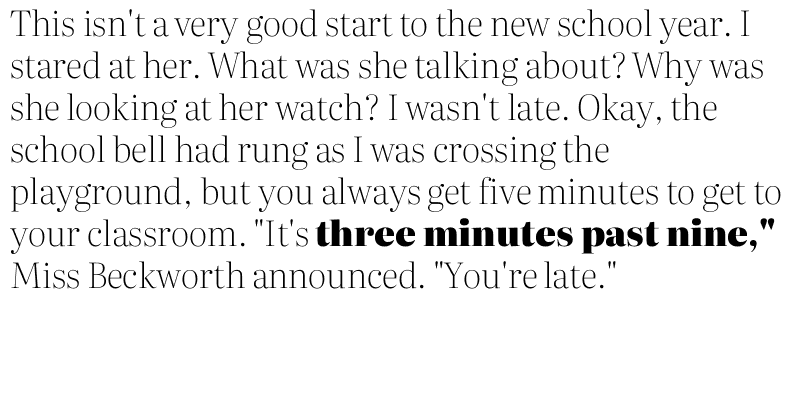 This isn't a very good start to the new school year. I
stared at her. What was she talking about? Why was
she looking at her watch? I wasn't late. Okay, the
school bell had rung as I was crossing the
playground, but you always get five minutes to get to
your classroom. "It's three minutes past nine,"
Miss Beckworth announced. "You're late."